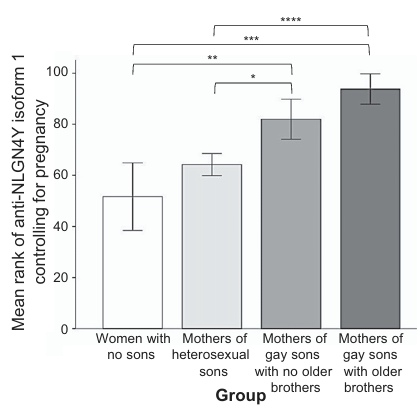 ****
***
**
*
Mean rank of anti-NLGN4Y isoform 1
controlling for pregnancy
100
80
60
40
20
0
Women with
no sons
Mothers of
heterosexual
sons
Mothers of
gay sons
with no older
brothers
Mothers of
gay sons
with older
brothers
Group